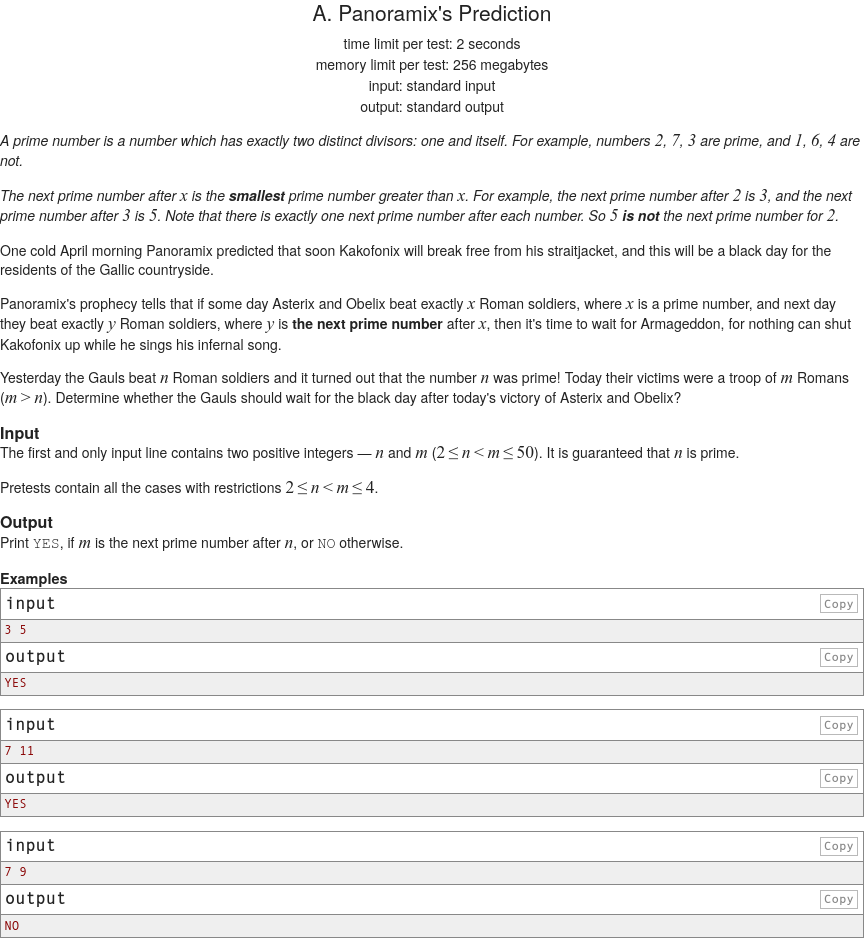 A. Panoramix's Prediction
time limit per test: 2 seconds
memory limit per test: 256 megabytes
input: standard input
output: standard output
A prime number is a number which has exactly two distinct divisors: one and itself. For example, numbers 2, 7, 3 are prime, and 1, 6, 4 are
not.
The next prime number after x is the smallest prime number greater than x. For example, the next prime number after 2 is 3, and the next
prime number after 3 is 5. Note that there is exactly one next prime number after each number. So 5 is not the next prime number for 2.
One cold April morning Panoramix predicted that soon Kakofonix will break free from his straitjacket, and this will be a black day for the
residents of the Gallic countryside.
Panoramix's prophecy tells that if some day Asterix and Obelix beat exactly x Roman soldiers, where x is a prime number, and next day
they beat exactly y Roman soldiers, where y is the next prime number after x, then it's time to wait for Armageddon, for nothing can shut
Kakofonix up while he sings his infernal song.
Yesterday the Gauls beat n Roman soldiers and it turned out that the number n was prime! Today their victims were a troop of m Romans
(m > n). Determine whether the Gauls should wait for the black day after today's victory of Asterix and Obelix?
Input
The first and only input line contains two positive integers — n and m (2 ≤ n < m ≤ 50). It is guaranteed that n is prime.
Pretests contain all the cases with restrictions 2 ≤ n < m ≤ 4.
Output
Print YES, if m is the next prime number after n, or NO otherwise.
Examples
input Copy
3 5
output Copy
YES
input Copy
7 11
output Copy
YES
input Copy
7 9
output Copy
NO